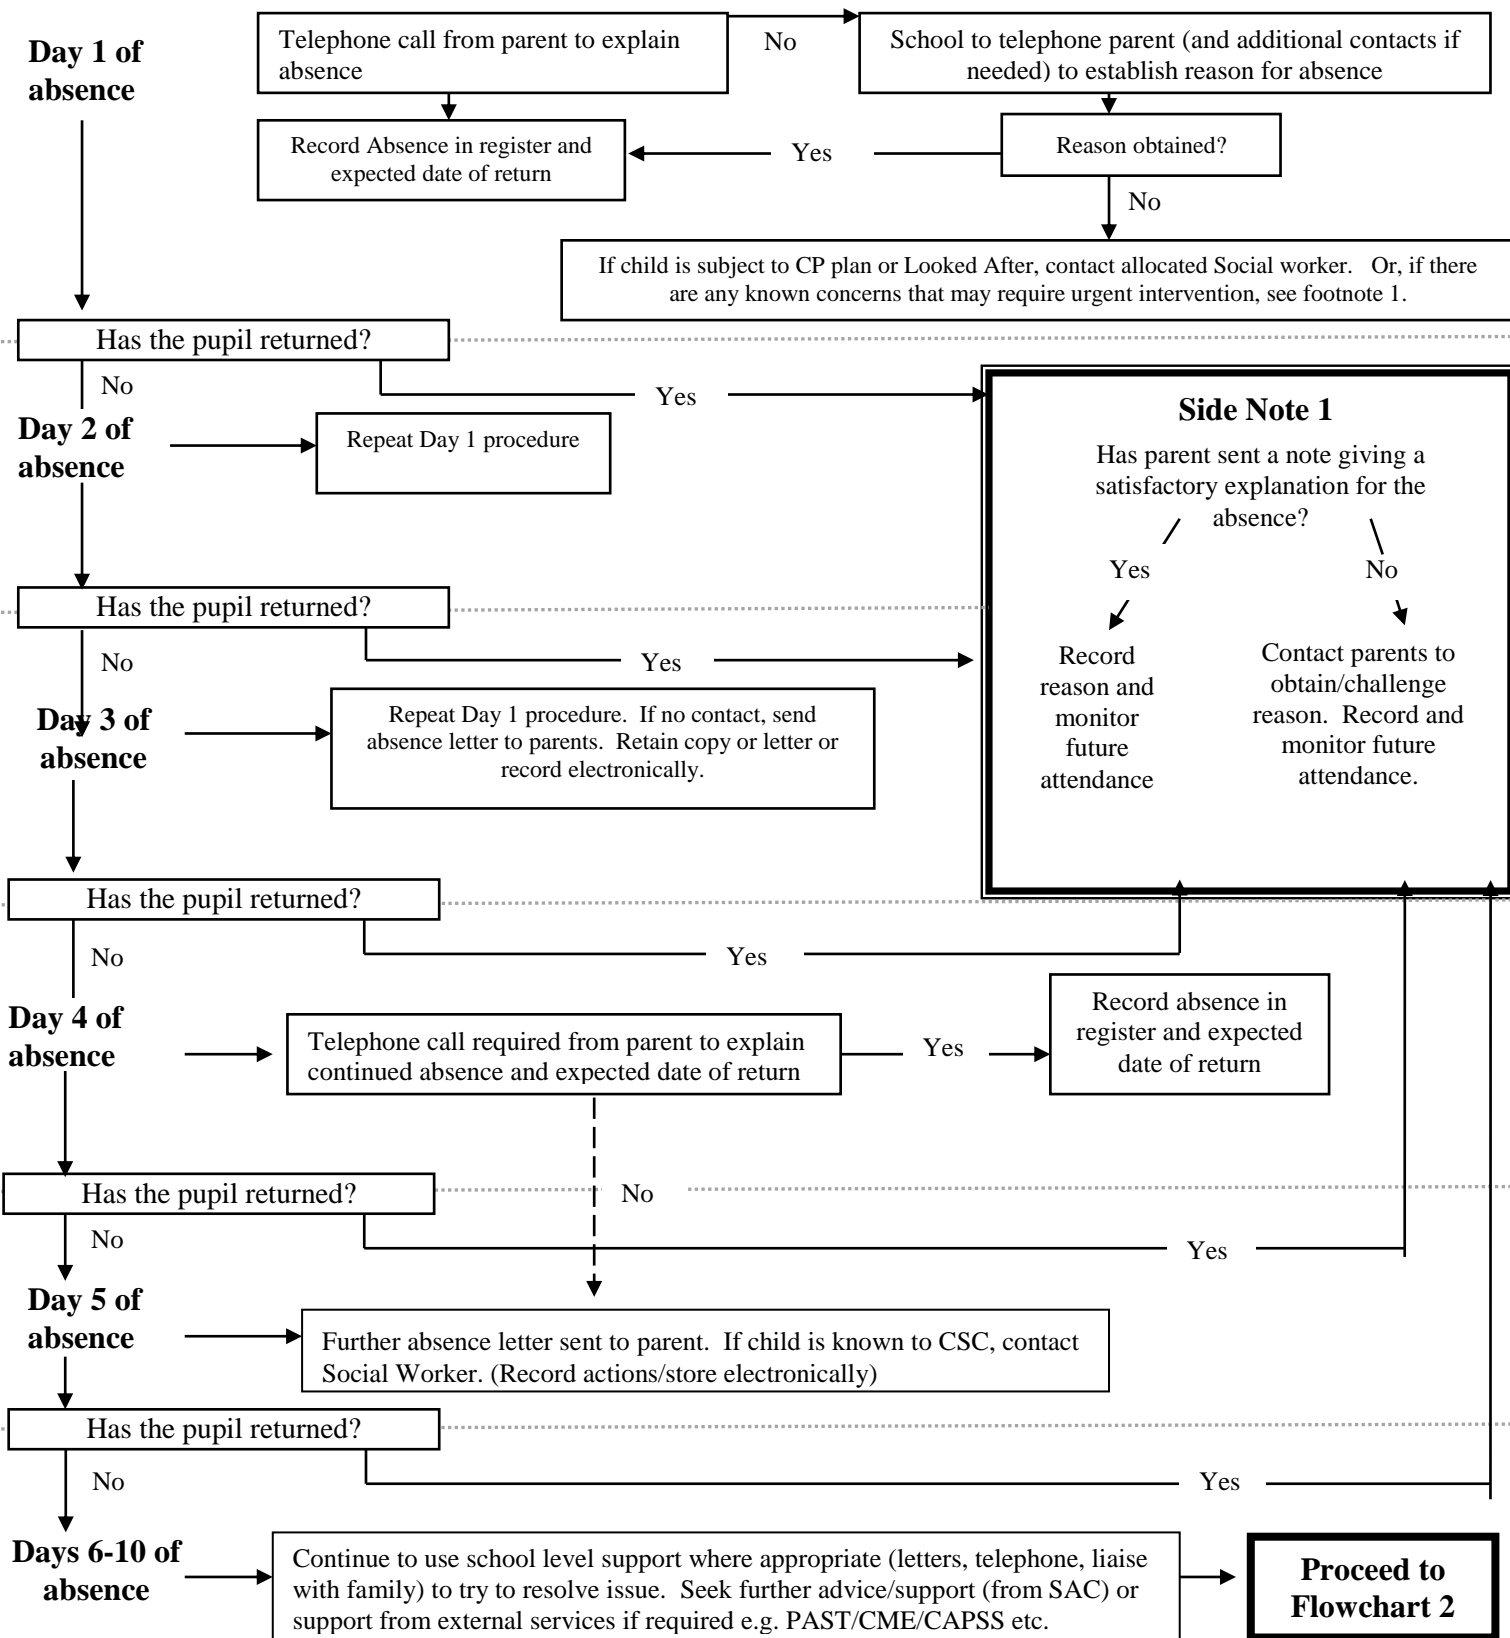 Day 1 of
absence
Telephone call from parent to explain
absence
No
School to telephone parent (and additional contacts if
needed) to establish reason for absence
Record Absence in register and
expected date of return
Yes
Reason obtained?
No
If child is subject to CP plan or Looked After, contact allocated Social worker. Or, if there
are any known concerns that may require urgent intervention, see footnote 1.
Has the pupil returned?
No
Yes
Day 2 of
absence
Repeat Day 1 procedure
Side Note 1
Has parent sent a note giving a
satisfactory explanation for the
absence?
Yes
No
Record
reason and
monitor
future
attendance
Contact parents to
obtain/challenge
reason. Record and
monitor future
attendance.
Has the pupil returned?
No
Yes
Day 3 of
absence
Repeat Day 1 procedure. If no contact, send
absence letter to parents. Retain copy or letter or
record electronically.
Has the pupil returned?
No
Yes
Day 4 of
absence
Telephone call required from parent to explain
continued absence and expected date of return
Yes
Record absence in
register and expected
date of return
Has the pupil returned?
No
No
Yes
Day 5 of
absence
Further absence letter sent to parent. If child is known to CSC, contact
Social Worker. (Record actions/store electronically)
Has the pupil returned?
No
Yes
Days 6-10 of
absence
Continue to use school level support where appropriate (letters, telephone, liaise
with family) to try to resolve issue. Seek further advice/support (from SAC) or
support from external services if required e.g. PAST/CME/CAPSS etc.
Proceed to
Flowchart 2